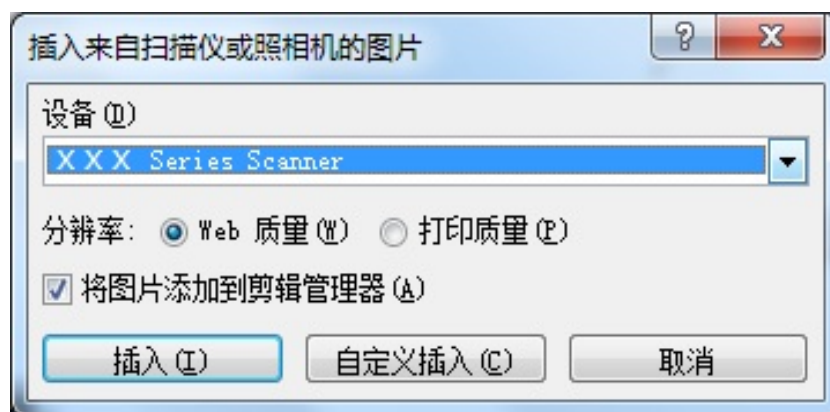 插入来自扫描仪或照相机的图片
设备(D)
XXX Series Scanner
分辨率: Web 质量(W) 打印质量(P)
将图片添加到剪辑管理器(A)
插入(I) 自定义插入(C) 取消